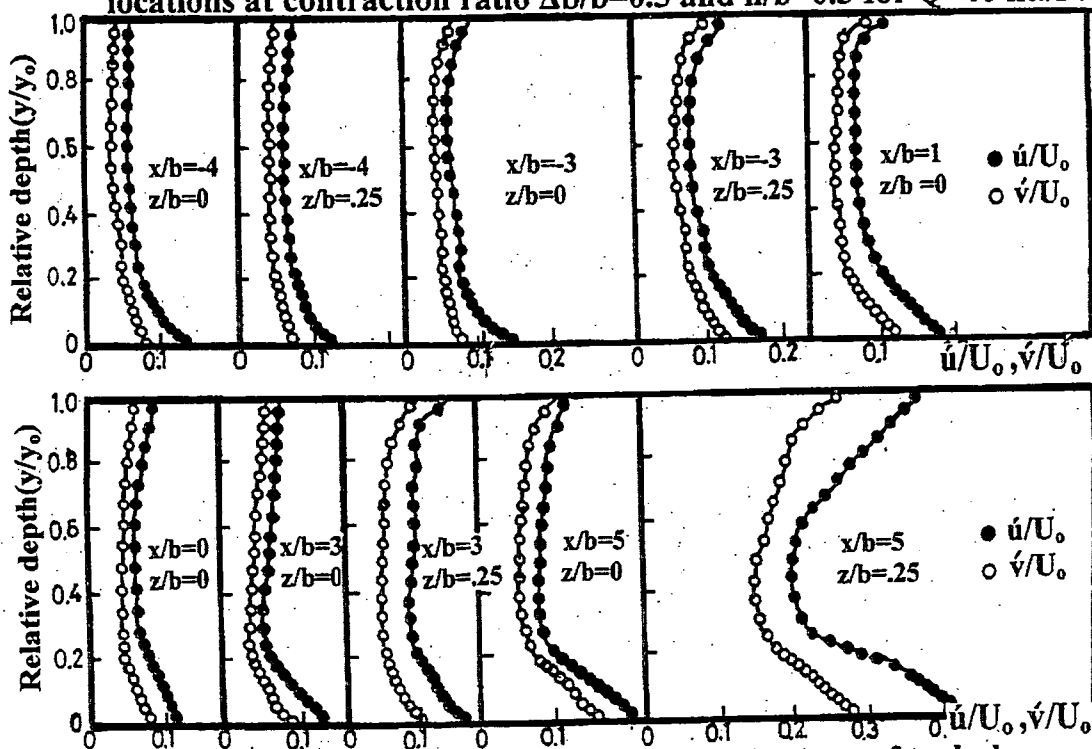 locations at contraction ratio Δb/b=0.3 and
Relative depth(y/y₀)
1.0
0.8
0.6
0.4
0.2
0
x/b=-4
z/b=0
x/b=-4
z/b=.25
x/b=-3
z/b=0
x/b=-3
z/b=.25
x/b=1
z/b=0
● ú/U₀
○ v́/U₀
0 0.1 0 0.1 0 0.1 0.2 0 0.1 0.2 0.1
ú/U₀ ,v́/U₀
Relative depth(y/y₀)
1.0
0.8
0.6
0.4
0.2
0
x/b=0
z/b=0
x/b=3
z/b=0
x/b=3
z/b=.25
x/b=5
z/b=0
x/b=5
z/b=.25
● ú/U₀
○ v́/U₀
0 0.1 0 0.1 0 0.1 0 0.1 0 0.1 0.2 0.3
ú/U₀ ,v́/U₀